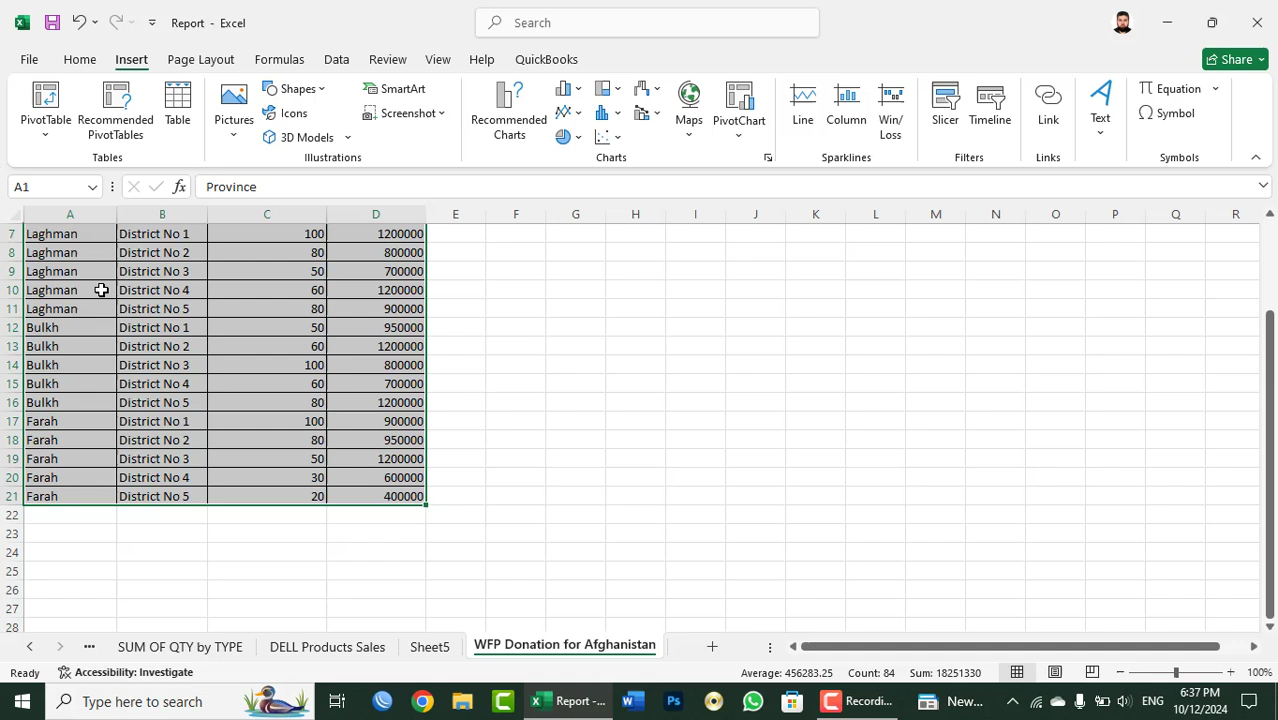 Report - Excel
Search
File Home Insert Page Layout Formulas Data Review View Help QuickBooks Share
PivotTable Recommended PivotTables Table
Tables
Pictures Shapes Icons 3D Models SmartArt Screenshot
Illustrations
Recommended Charts Maps PivotChart
Charts
Line Column Win/Loss
Sparklines
Slicer Timeline
Filters
Link
Links
Text
Equation
Symbol
Symbols
A1 fx Province
A B C D E F G H I J K L M N O P Q R
7 Laghman District No 1 100 1200000
8 Laghman District No 2 80 800000
9 Laghman District No 3 50 700000
10 Laghman District No 4 60 1200000
11 Laghman District No 5 80 900000
12 Bulkh District No 1 50 950000
13 Bulkh District No 2 60 1200000
14 Bulkh District No 3 100 800000
15 Bulkh District No 4 60 700000
16 Bulkh District No 5 80 1200000
17 Farah District No 1 100 900000
18 Farah District No 2 80 950000
19 Farah District No 3 50 1200000
20 Farah District No 4 30 600000
21 Farah District No 5 20 400000
22
23
24
25
26
27
28
SUM OF QTY by TYPE DELL Products Sales Sheet5 WFP Donation for Afghanistan
Ready Accessibility: Investigate Average: 456283.25 Count: 84 Sum: 18251330 100%
Type here to search Report -... Recordi... New... ENG 6:37 PM
10/12/2024